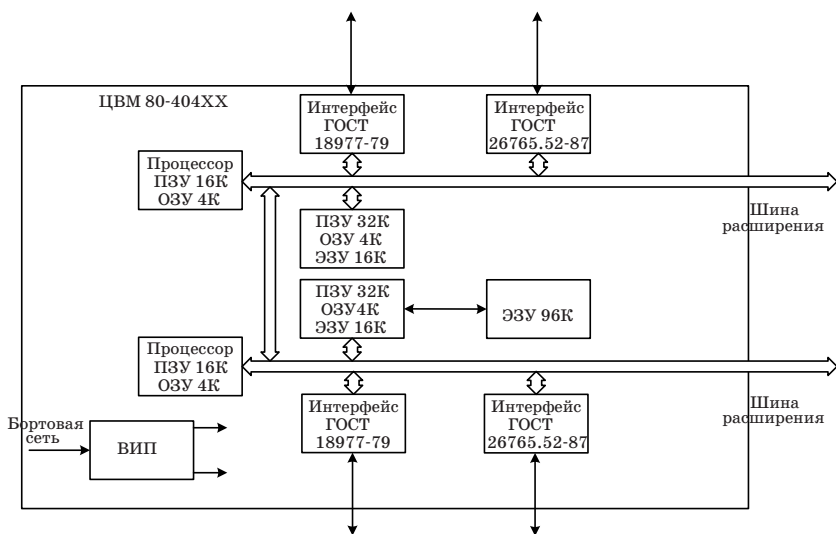 ЦВМ 80-404ХХ
Интерфейс
ГОСТ
18977-79
Интерфейс
ГОСТ
26765.52-87
Процессор
ПЗУ 16К
ОЗУ 4К
Шина
расширения
ПЗУ 32К
ОЗУ 4К
ЭЗУ 16К
ПЗУ 32К
ОЗУ4К
ЭЗУ 16К
ЭЗУ 96К
Процессор
ПЗУ 16К
ОЗУ 4К
Шина
расширения
Интерфейс
ГОСТ
18977-79
Интерфейс
ГОСТ
26765.52-87
Бортовая
сеть
ВИП